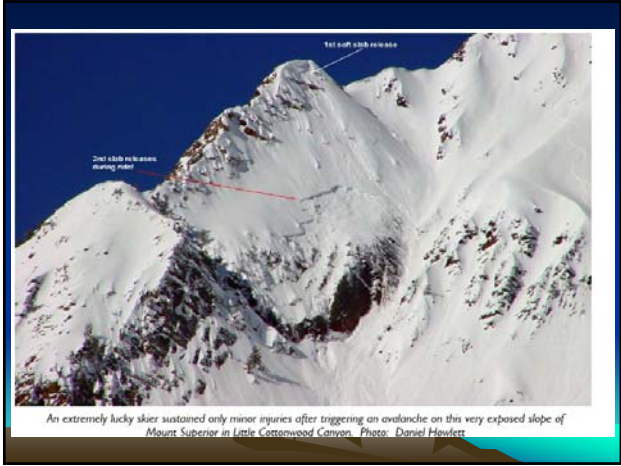 1st soft slab release
2nd slab releases
during ride!
An extremely lucky skier sustained only minor injuries after triggering an avalanche on this very exposed slope of
Mount Superior in Little Cottonwood Canyon. Photo: Daniel Howlett